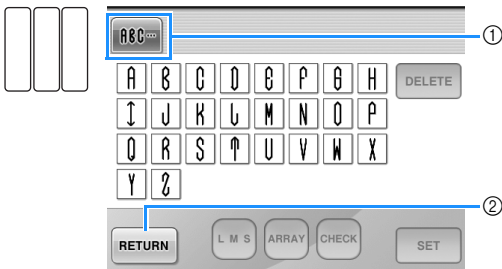 ABC... ①
A B C D E F G H DELETE
I J K L M N O P
Q R S T U V W X
Y Z ②
RETURN L M S ARRAY CHECK SET